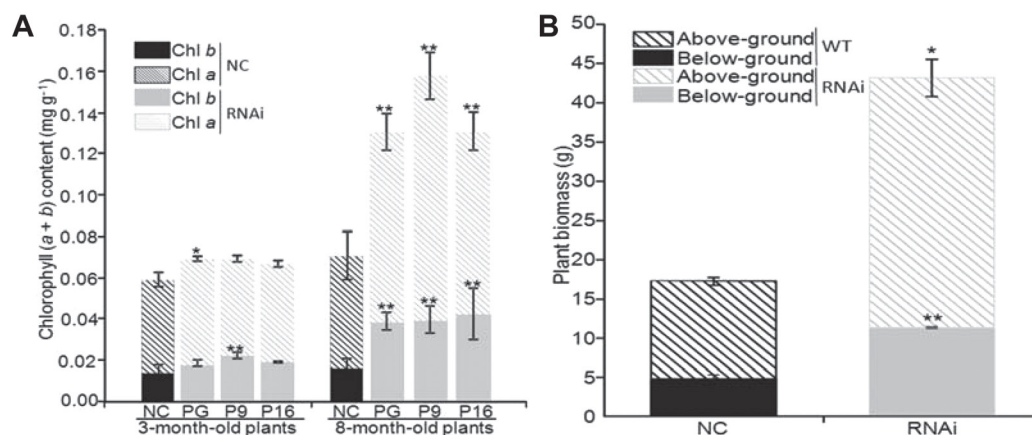 A
Chlorophyll (a + b) content (mg g⁻¹)
0.18
0.16
0.14
0.12
0.10
0.08
0.06
0.04
0.02
0.00
Chl b
Chl a
NC
Chl b
Chl a
RNAi
*
**
**
**
**
**
**
**
NC PG P9 P16 NC PG P9 P16
3-month-old plants 8-month-old plants
B
Plant biomass (g)
50
45
40
35
30
25
20
15
10
5
0
Above-ground
Below-ground
WT
Above-ground
Below-ground
RNAi
*
**
NC RNAi